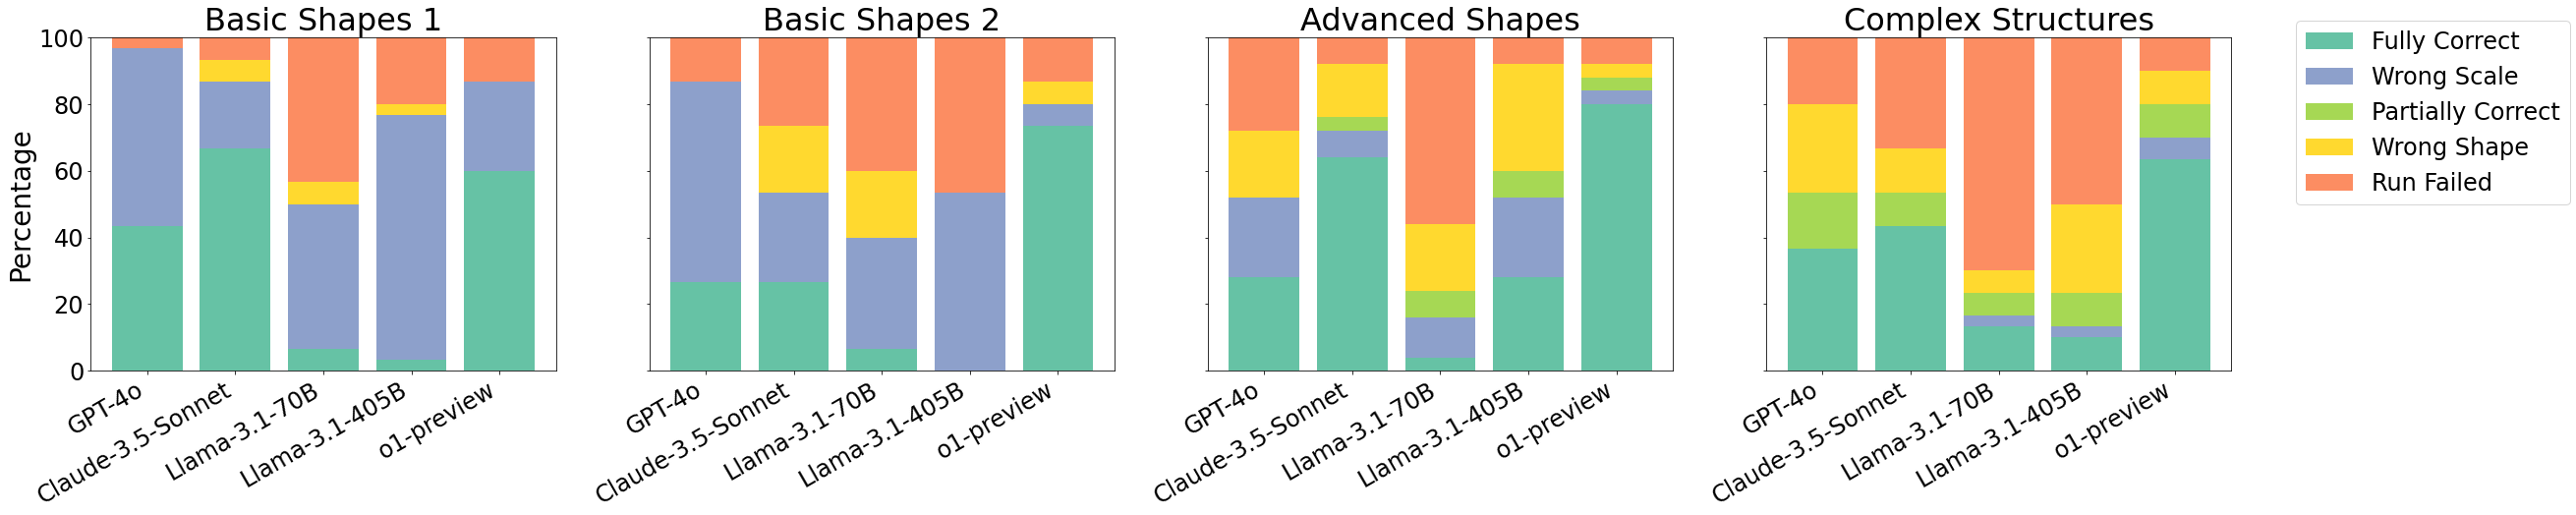 Basic Shapes 1
Basic Shapes 2
Advanced Shapes
Complex Structures
Percentage
100
80
60
40
20
0
GPT-4o
Claude-3.5-Sonnet
Llama-3.1-70B
Llama-3.1-405B
o1-preview
GPT-4o
Claude-3.5-Sonnet
Llama-3.1-70B
Llama-3.1-405B
o1-preview
GPT-4o
Claude-3.5-Sonnet
Llama-3.1-70B
Llama-3.1-405B
o1-preview
GPT-4o
Claude-3.5-Sonnet
Llama-3.1-70B
Llama-3.1-405B
o1-preview
Fully Correct
Wrong Scale
Partially Correct
Wrong Shape
Run Failed